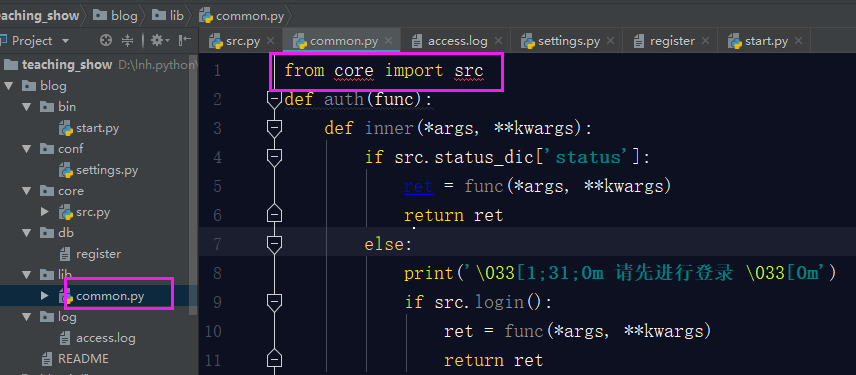 teaching_show › blog › lib › common.py
Project
src.py × common.py × access.log × settings.py × register × start.py ×
teaching_show D:\lnh.python\
blog
bin
start.py
conf
settings.py
core
src.py
db
register
lib
common.py
log
access.log
README
1 from core import src
2 def auth(func):
3 def inner(*args, **kwargs):
4 if src.status_dic['status']:
5 ret = func(*args, **kwargs)
6 return ret
7 else:
8 print('\033[1;31;0m 请先进行登录 \033[0m')
9 if src.login():
10 ret = func(*args, **kwargs)
11 return ret